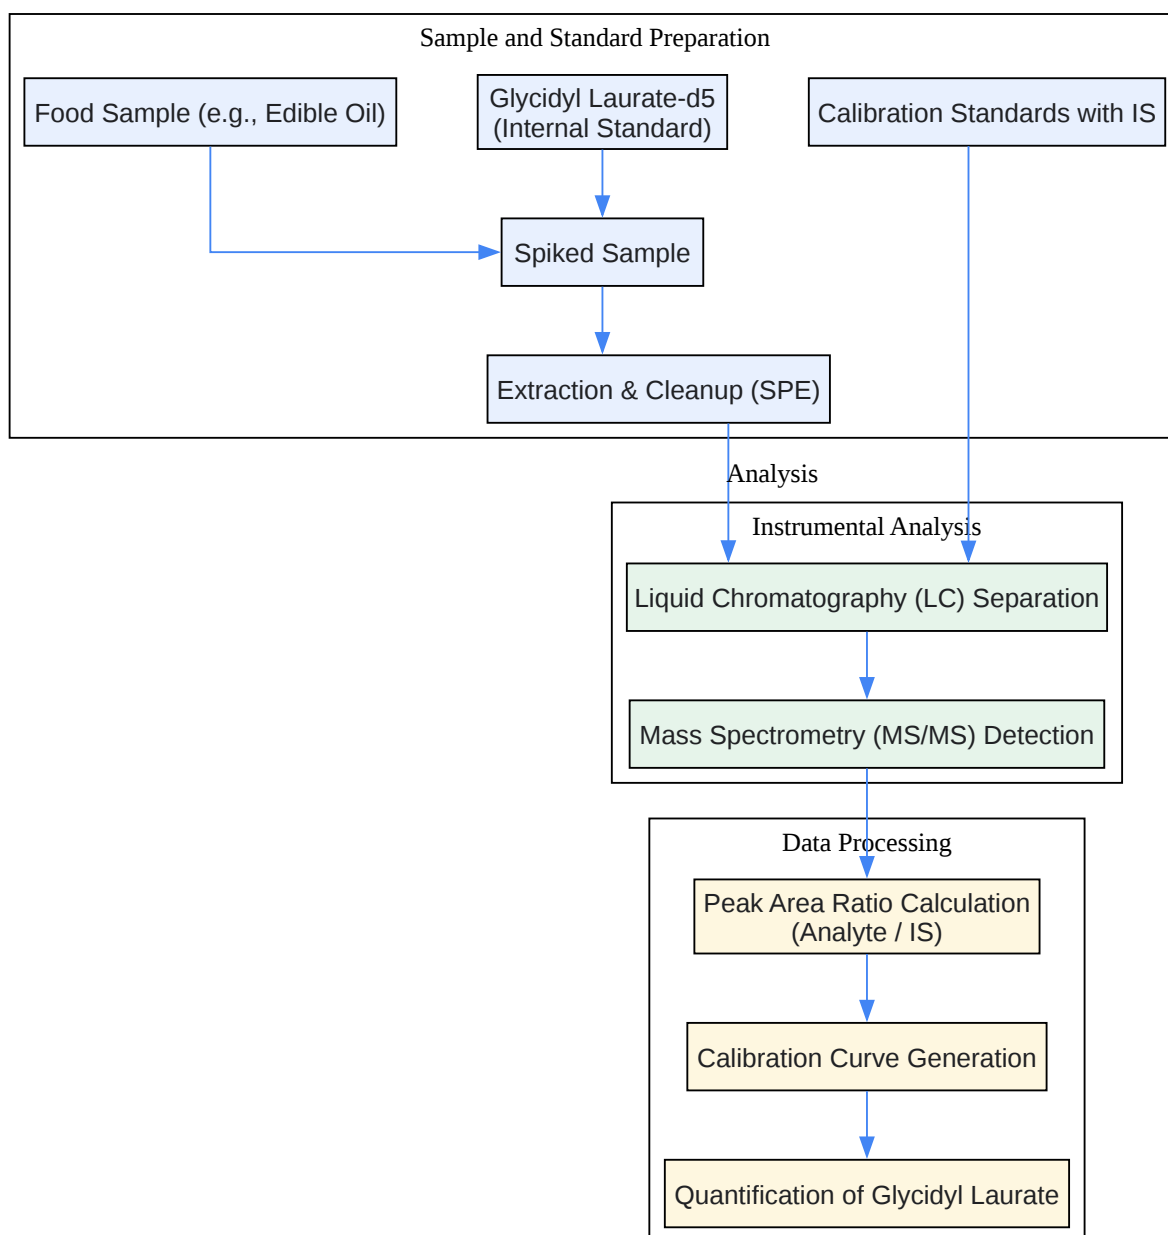 Sample and Standard Preparation
Food Sample (e.g., Edible Oil)
Glycidyl Laurate-d5
(Internal Standard)
Calibration Standards with IS
Spiked Sample
Extraction & Cleanup (SPE)
Analysis
Instrumental Analysis
Liquid Chromatography (LC) Separation
Mass Spectrometry (MS/MS) Detection
Data Processing
Peak Area Ratio Calculation
(Analyte / IS)
Calibration Curve Generation
Quantification of Glycidyl Laurate